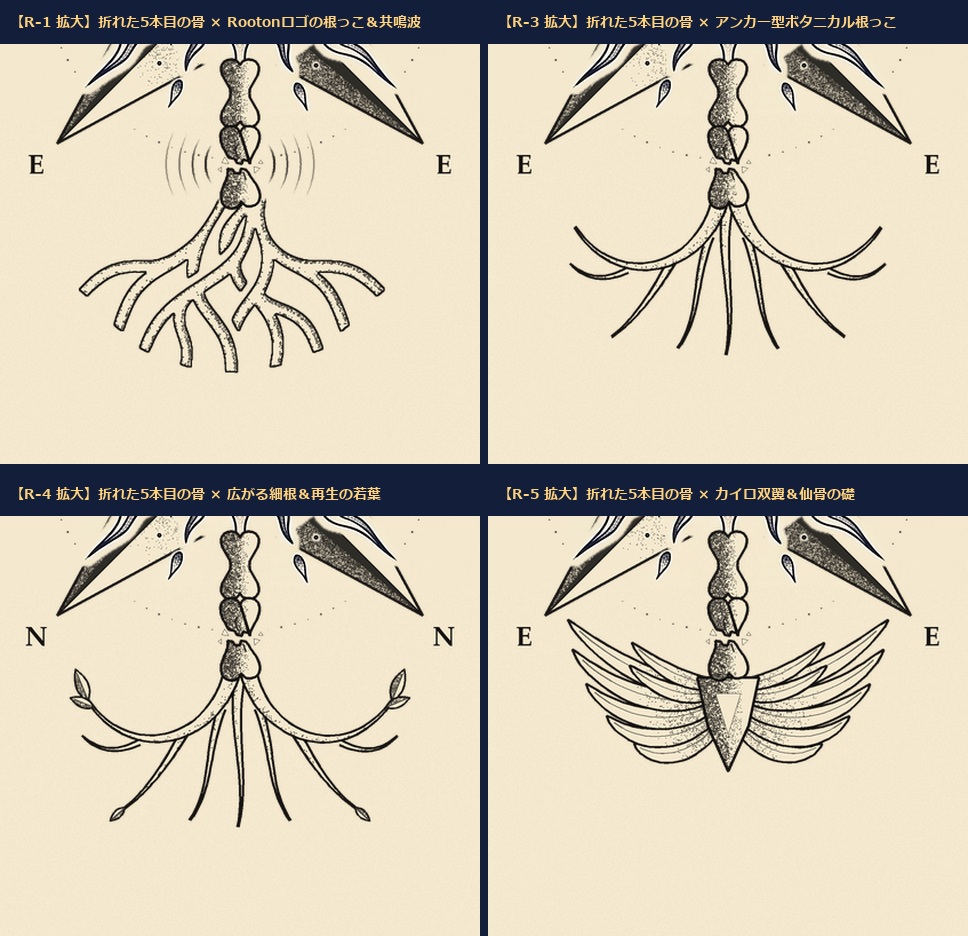 【R-1 拡大】折れた5本目の骨 × Rootonロゴの根っこ＆共鳴波
【R-3 拡大】折れた5本目の骨 × アンカー型ボタニカル根っこ
E
E
E
E
【R-4 拡大】折れた5本目の骨 × 広がる細根＆再生の若葉
【R-5 拡大】折れた5本目の骨 × カイロ双翼＆仙骨の礎
N
N
E
E